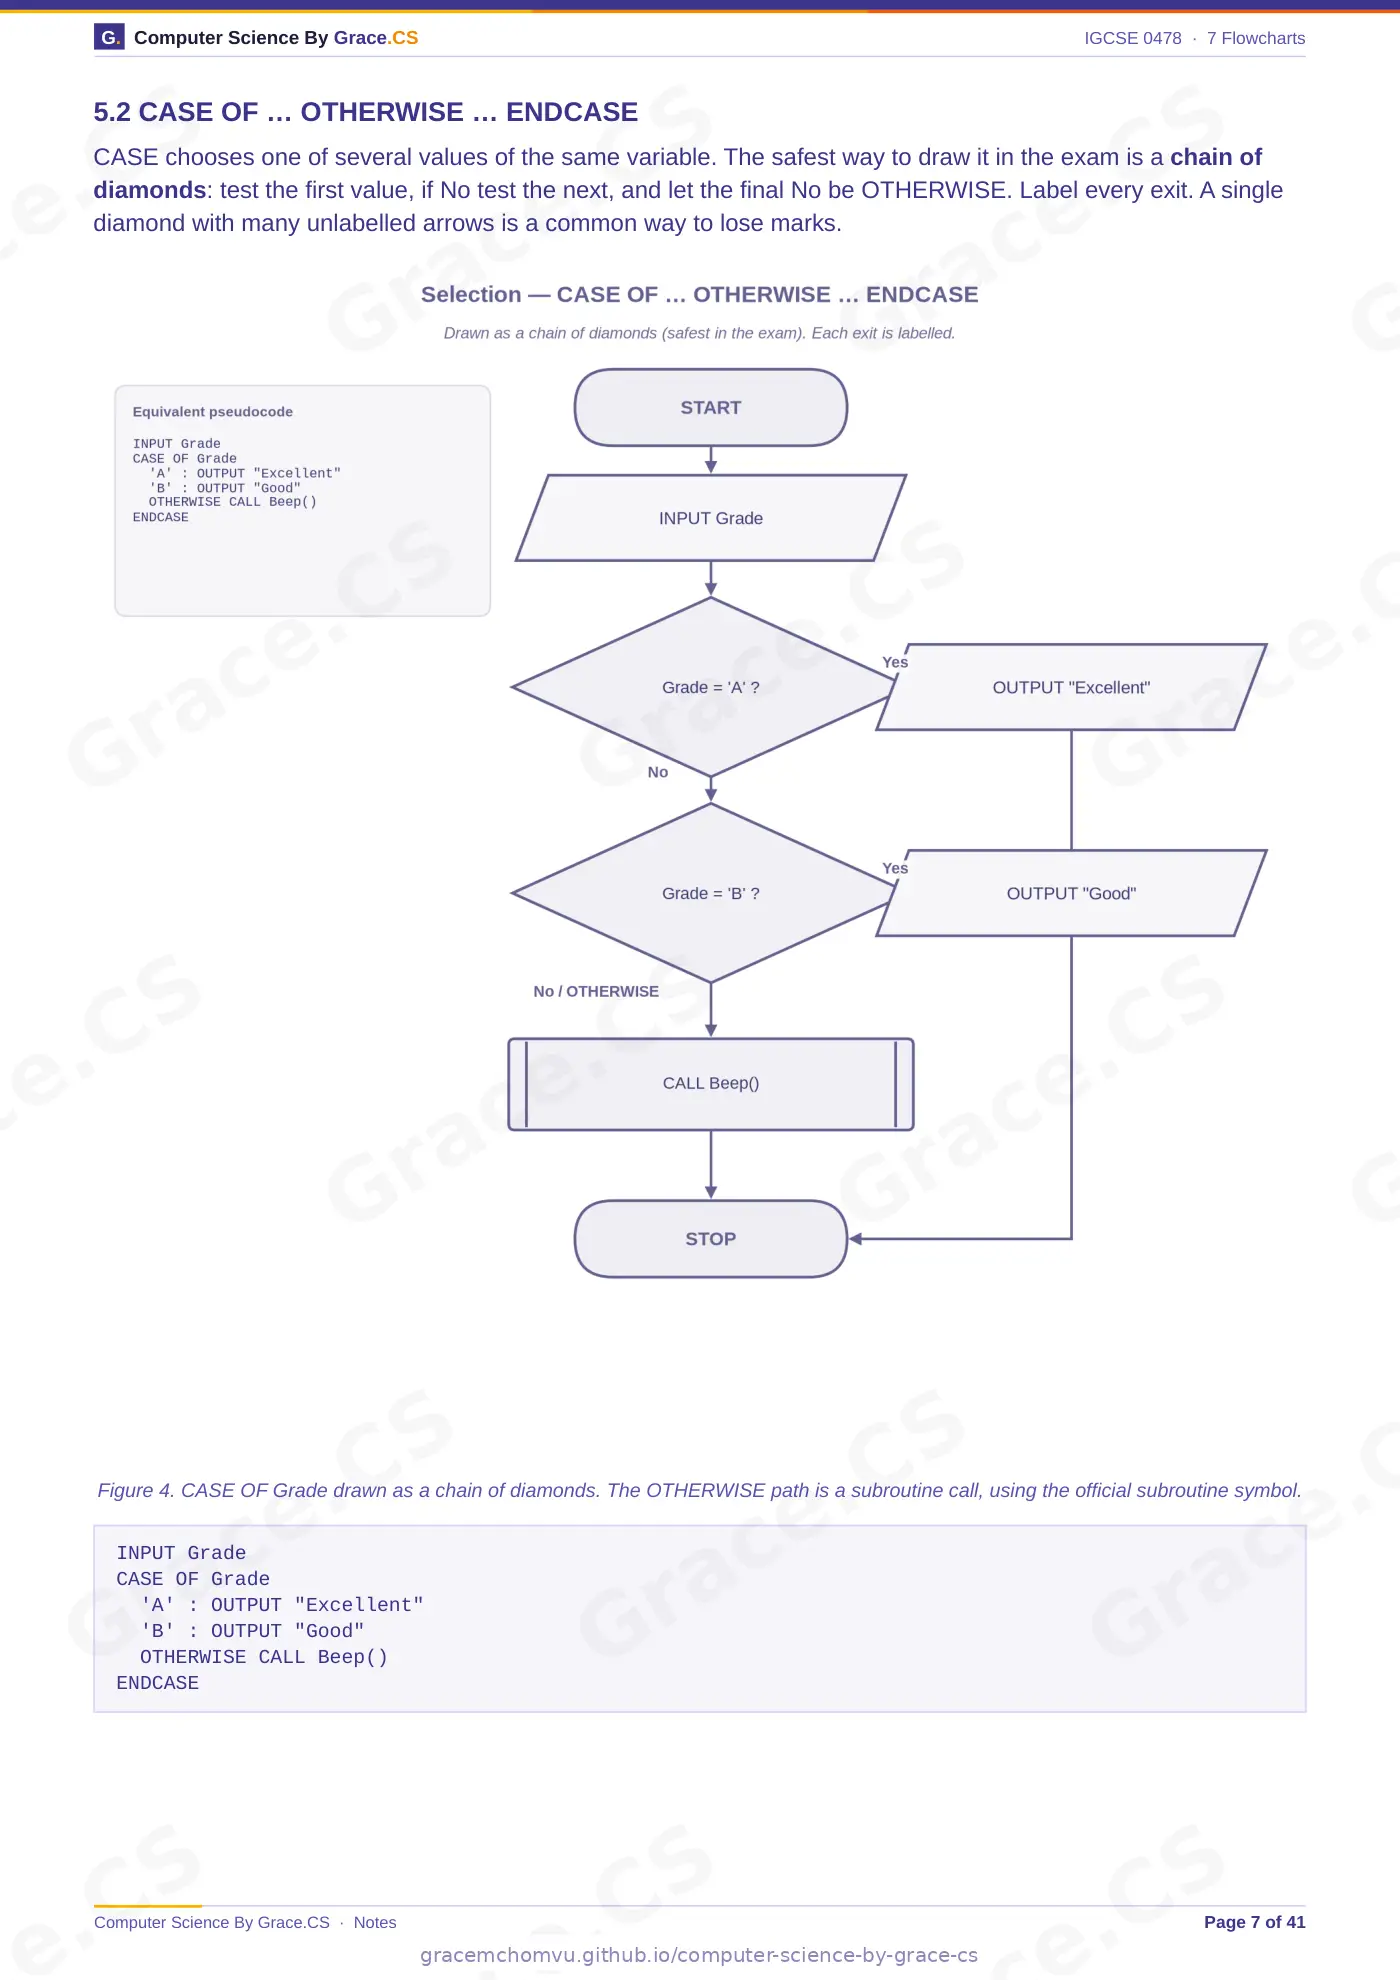 G. Computer Science By Grace.CS
IGCSE 0478 · 7 Flowcharts
5.2 CASE OF … OTHERWISE … ENDCASE
CASE chooses one of several values of the same variable. The safest way to draw it in the exam is a chain of
diamonds: test the first value, if No test the next, and let the final No be OTHERWISE. Label every exit. A single
diamond with many unlabelled arrows is a common way to lose marks.
Selection — CASE OF … OTHERWISE … ENDCASE
Drawn as a chain of diamonds (safest in the exam). Each exit is labelled.
Equivalent pseudocode
INPUT Grade
CASE OF Grade
'A' : OUTPUT "Excellent"
'B' : OUTPUT "Good"
OTHERWISE CALL Beep()
ENDCASE
START
INPUT Grade
Grade = 'A' ?
Yes
OUTPUT "Excellent"
No
Grade = 'B' ?
Yes
OUTPUT "Good"
No / OTHERWISE
CALL Beep()
STOP
Figure 4. CASE OF Grade drawn as a chain of diamonds. The OTHERWISE path is a subroutine call, using the official subroutine symbol.
INPUT Grade
CASE OF Grade
'A' : OUTPUT "Excellent"
'B' : OUTPUT "Good"
OTHERWISE CALL Beep()
ENDCASE
Computer Science By Grace.CS · Notes
Page 7 of 41
gracemchomvu.github.io/computer-science-by-grace-cs